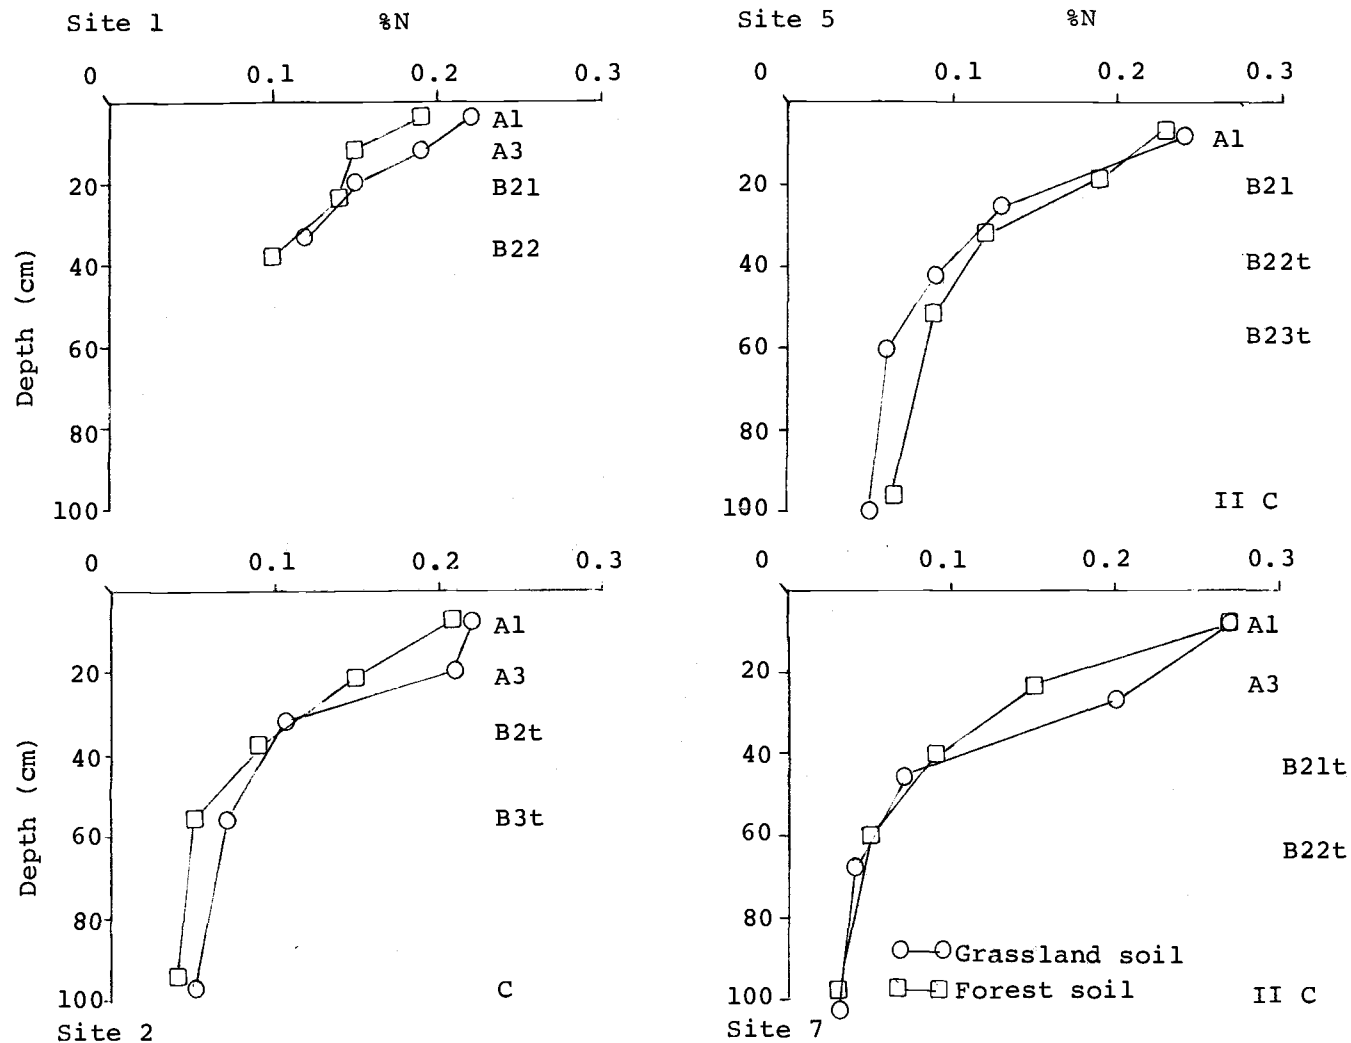 Site 1 %N
0 0.1 0.2 0.3
A1
A3
20
B21
B22
40
Depth (cm)
60
80
100
Site 5 %N
0 0.1 0.2 0.3
A1
20
B21
40
B22t
60
B23t
80
100
II C
0 0.1 0.2 0.3
A1
20
A3
B2t
40
Depth (cm)
B3t
60
80
100
C
Site 2
0 0.1 0.2 0.3
A1
20
A3
40
B21t
60
B22t
80
Grassland soil
Forest soil
100
II C
Site 7